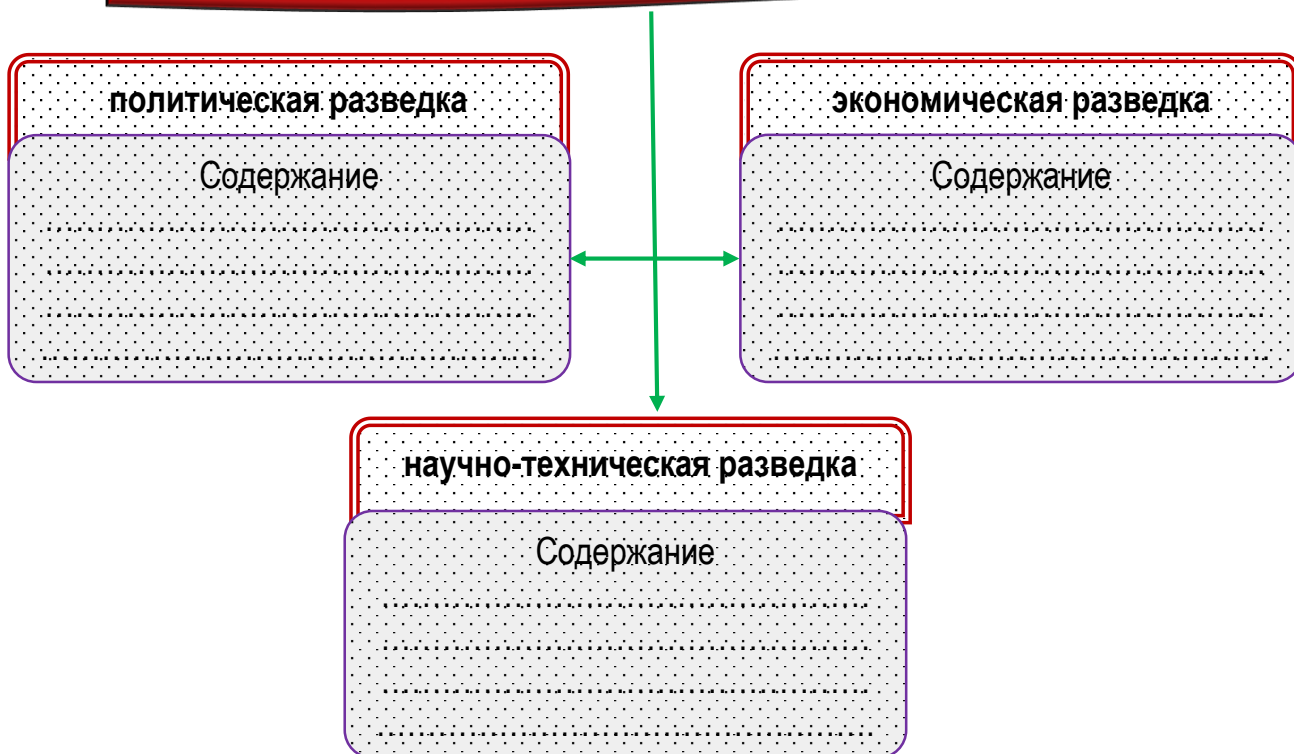 политическая разведка
экономическая разведка
Содержание
Содержание
научно-техническая разведка
Содержание